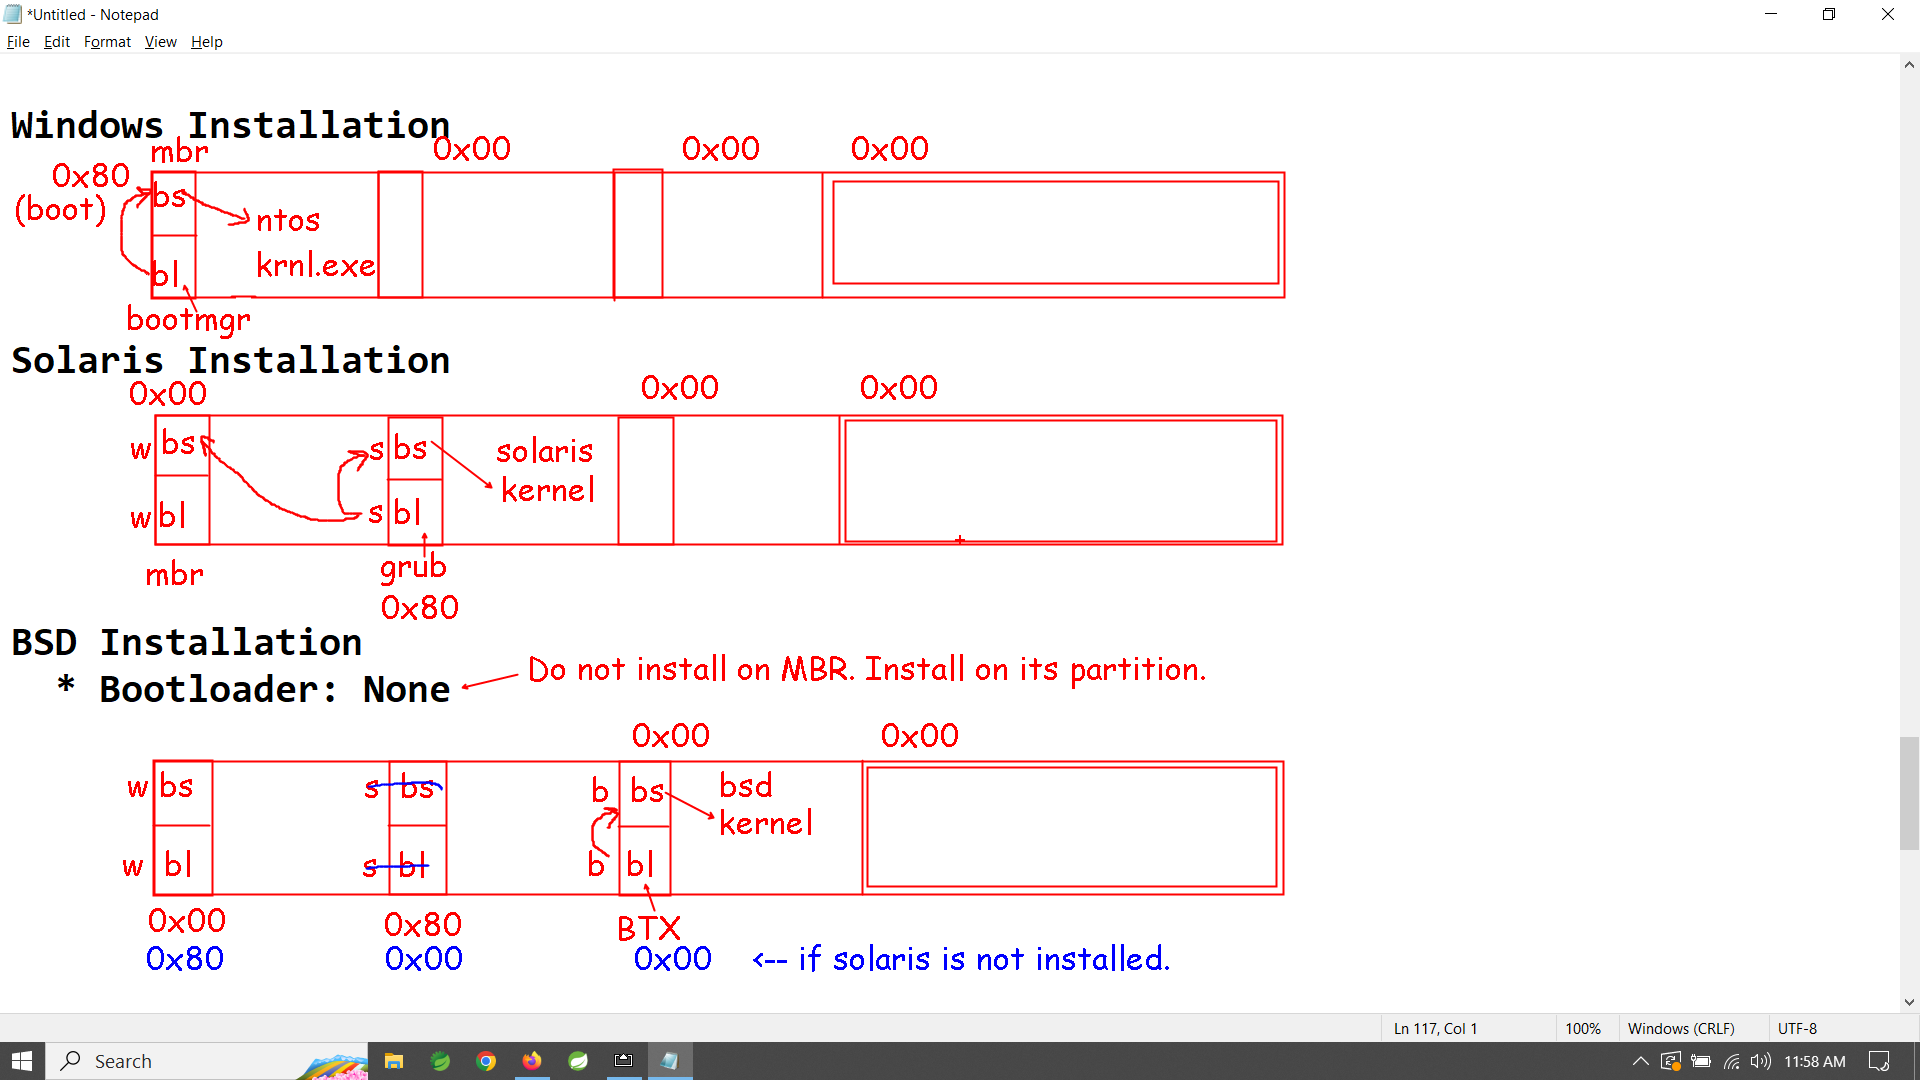 *Untitled - Notepad
File Edit Format View Help
Windows Installation
mbr
0x00 0x00 0x00
0x80
(boot)
bs
ntos
krnl.exe
bl
bootmgr
Solaris Installation
0x00 0x00 0x00
w bs s bs solaris
kernel
w bl s bl
mbr grub
0x80
BSD Installation
* Bootloader: None Do not install on MBR. Install on its partition.
0x00 0x00
w bs s bs b bs bsd
kernel
w bl s bl b bl
0x00 0x80 BTX
0x80 0x00 0x00 <-- if solaris is not installed.
Ln 117, Col 1 100% Windows (CRLF) UTF-8
Search 11:58 AM